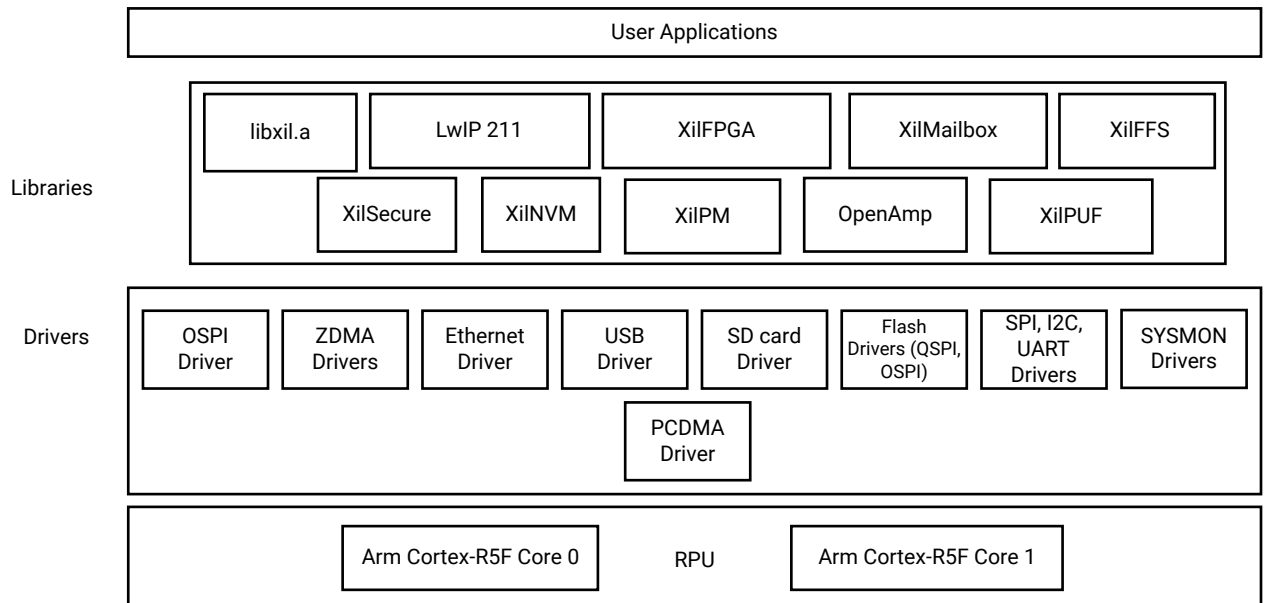 User Applications
libxil.a
LwIP 211
XilFPGA
XilMailbox
XilFFS
Libraries
XilSecure
XilNVM
XilPM
OpenAmp
XilPUF
Drivers
OSPI
Driver
ZDMA
Drivers
Ethernet
Driver
USB
Driver
SD card
Driver
Flash
Drivers (QSPI,
OSPI)
SPI, I2C,
UART
Drivers
SYSMON
Drivers
PCDMA
Driver
Arm Cortex-R5F Core 0
RPU
Arm Cortex-R5F Core 1